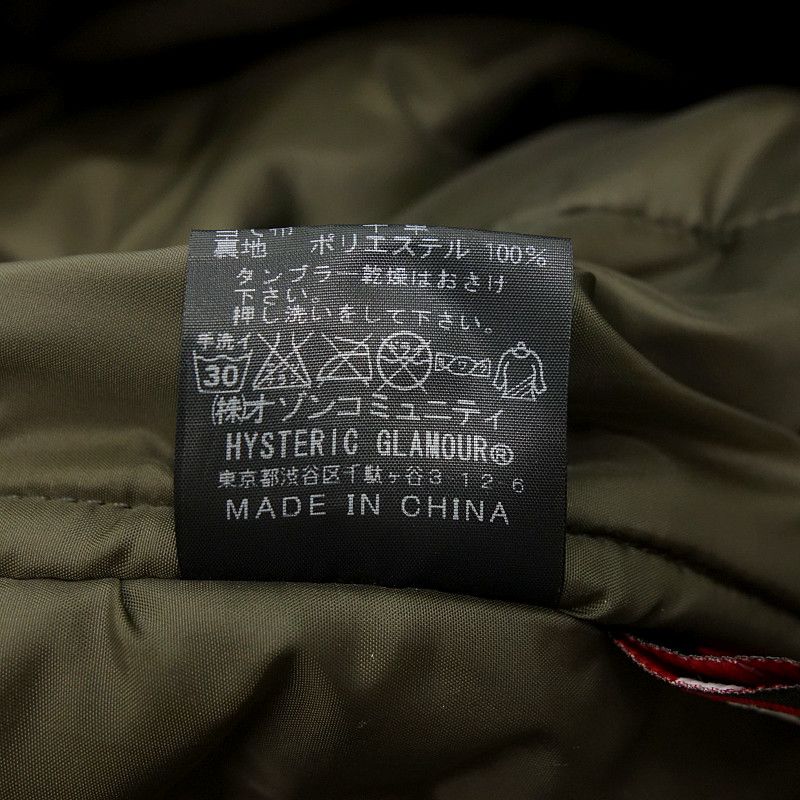 裏地 ポリエステル 100%
タンブラー乾燥はおさけ
下さい。
押し洗いをして下さい。
手洗イ
30
(株)オゾンコミュニティ
HYSTERIC GLAMOUR®
東京都渋谷区千駄ヶ谷3 12 6
MADE IN CHINA